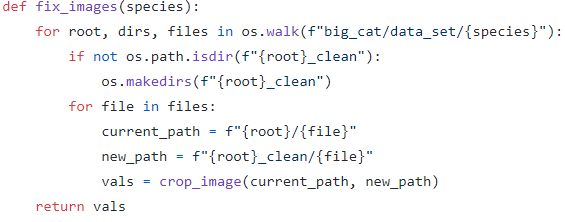 def fix_images(species):
    for root, dirs, files in os.walk(f"big_cat/data_set/{species}"):
        if not os.path.isdir(f"{root}_clean"):
            os.makedirs(f"{root}_clean")
        for file in files:
            current_path = f"{root}/{file}"
            new_path = f"{root}_clean/{file}"
            vals = crop_image(current_path, new_path)
    return vals